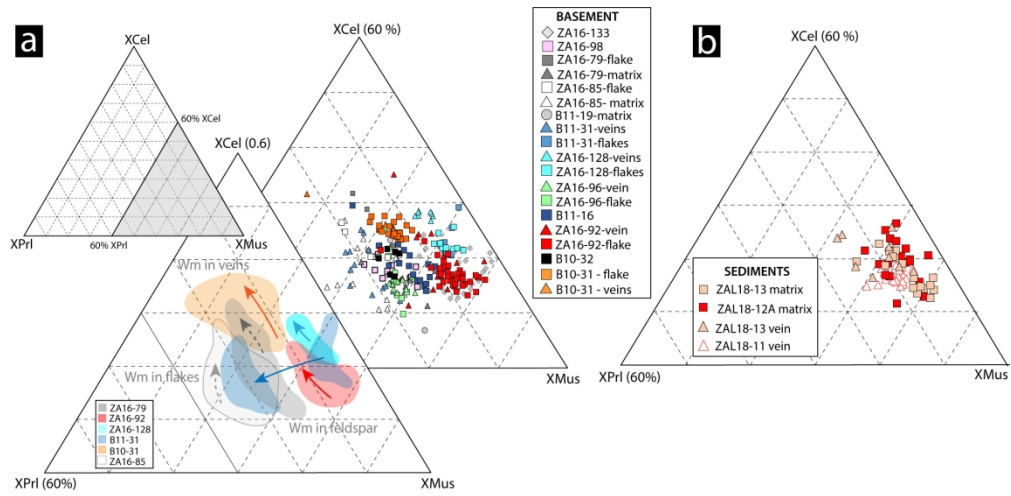 a
XCel
60% XCel
XPrl
60% XPrl
XMus
XCel (0.6)
Wm in veins
Wm in flakes
Wm in feldspar
ZA16-79
ZA16-92
ZA16-128
B11-31
B10-31
ZA16-85
XPrl (60%)
XMus
XCel (60 %)
XMus
BASEMENT
ZA16-133
ZA16-98
ZA16-79-flake
ZA16-79-matrix
ZA16-85-flake
ZA16-85- matrix
B11-19-matrix
B11-31-veins
B11-31-flakes
ZA16-128-veins
ZA16-128-flakes
ZA16-96-vein
ZA16-96-flake
B11-16
ZA16-92-vein
ZA16-92-flake
B10-32
B10-31 - flake
B10-31 - veins
b
XCel (60 %)
SEDIMENTS
ZAL18-13 matrix
ZAL18-12A matrix
ZAL18-13 vein
ZAL18-11 vein
XPrl (60%)
XMus